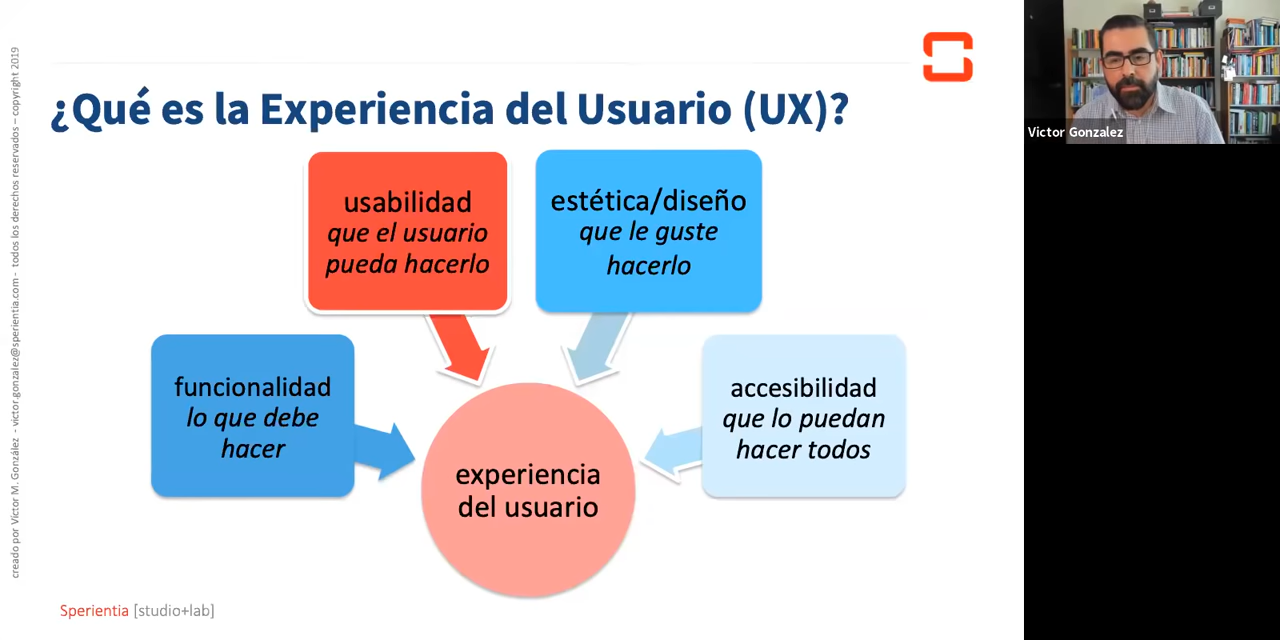 ¿Qué es la Experiencia del Usuario (UX)?
usabilidad
que el usuario
pueda hacerlo
estética/diseño
que le guste
hacerlo
funcionalidad
lo que debe
hacer
accesibilidad
que lo puedan
hacer todos
experiencia
del usuario
Sperientia [studio+lab]
creado por Víctor M. González - victor.gonzalez@sperientia.com - todos los derechos reservados – copyright 2019
Victor Gonzalez